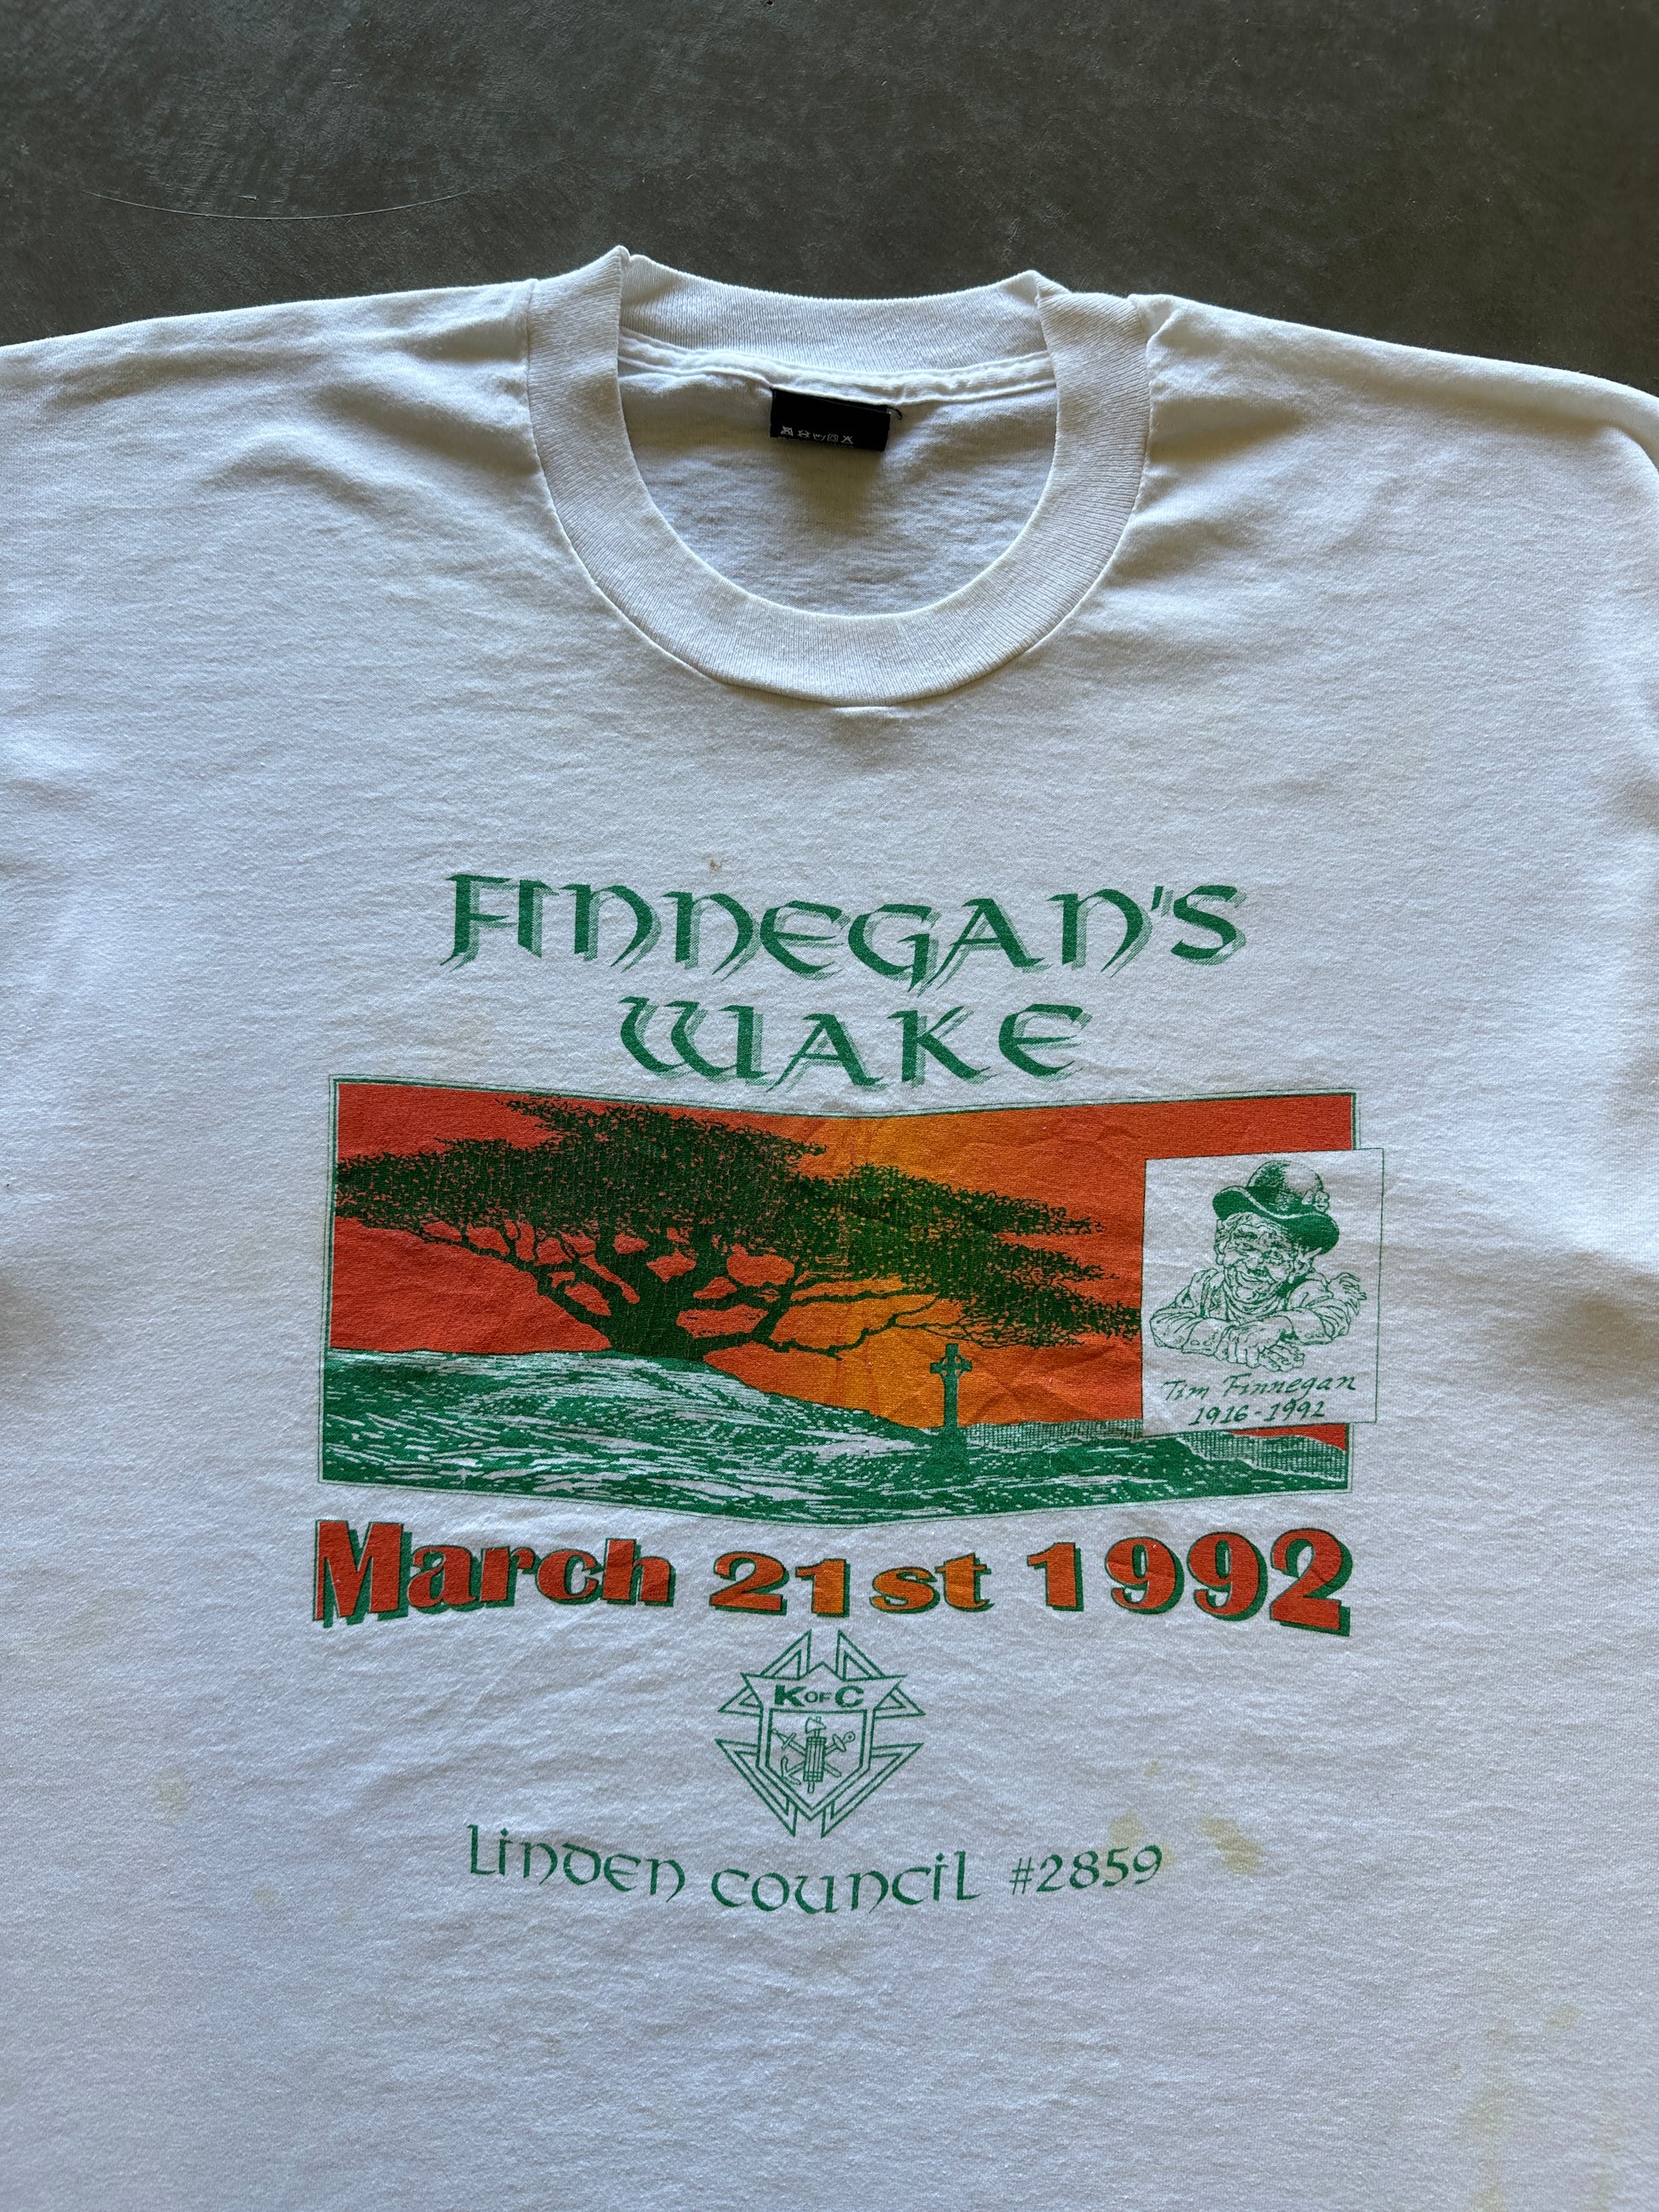 FINNEGAN'S
WAKE
Tim Finnegan
1916-1992
March 21st 1992
K OF C
Linden Council #2859